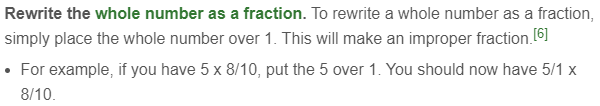 Rewrite the whole number as a fraction. To rewrite a whole number as a fraction,
simply place the whole number over 1. This will make an improper fraction.[6]
• For example, if you have 5 x 8/10, put the 5 over 1. You should now have 5/1 x
8/10.